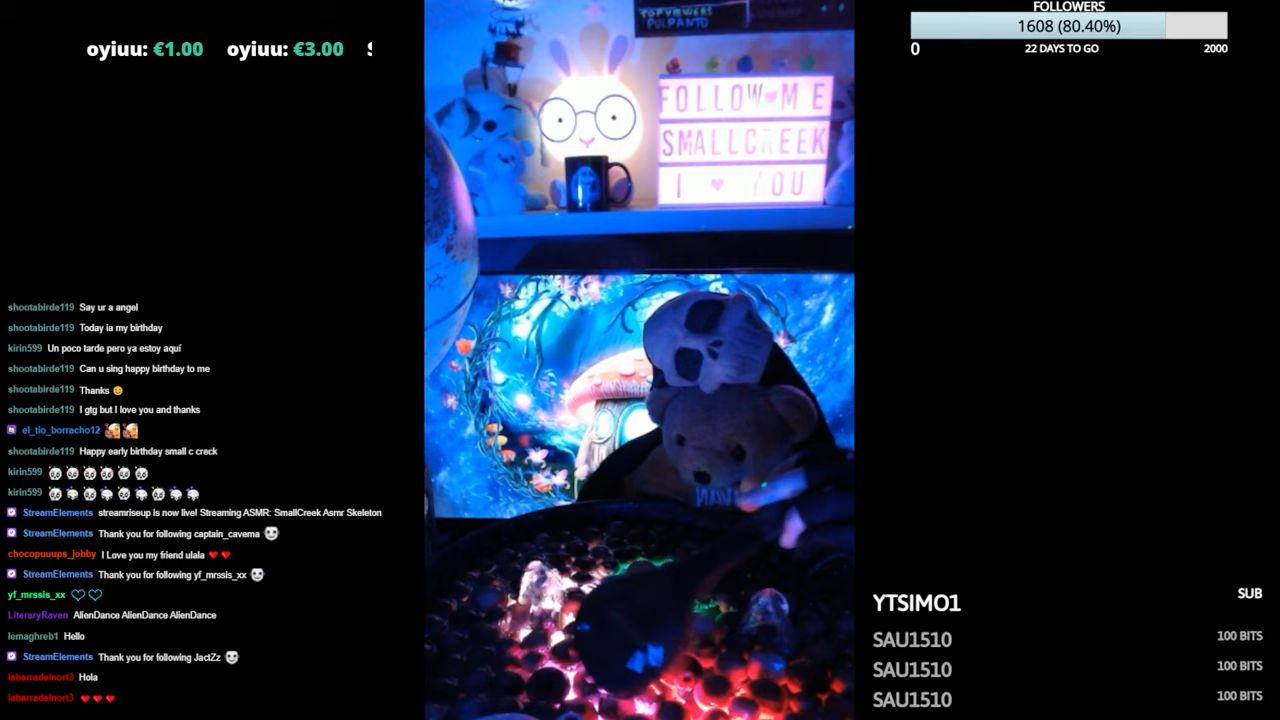 oyiuu: €1.00 oyiuu: €3.00
TOPVIEWERS
PULPANTO
FOLLOW ME
SMALLCREEK
I YOU
FOLLOWERS
1608 (80.40%)
0 22 DAYS TO GO 2000
shootabirde119 Say ur a angel
shootabirde119 Today ia my birthday
kirin599 Un poco tarde pero ya estoy aquí
shootabirde119 Can u sing happy birthday to me
shootabirde119 Thanks
shootabirde119 I gtg but I love you and thanks
el_tio_borracho12
shootabirde119 Happy early birthday small c creck
kirin599
kirin599
StreamElements streamriseup is now live! Streaming ASMR: SmallCreek Asmr Skeleton
StreamElements Thank you for following captain_cavema
chocopuuups_jobby I Love you my friend ulala
StreamElements Thank you for following yf_mrssis_xx
yf_mrssis_xx
LiteraryRaven AlienDance AlienDance AlienDance
lemaghreb1 Hello
StreamElements Thank you for following JactZz
labarradelnort3 Hola
labarradelnort3
YTSIMO1 SUB
SAU1510 100 BITS
SAU1510 100 BITS
SAU1510 100 BITS